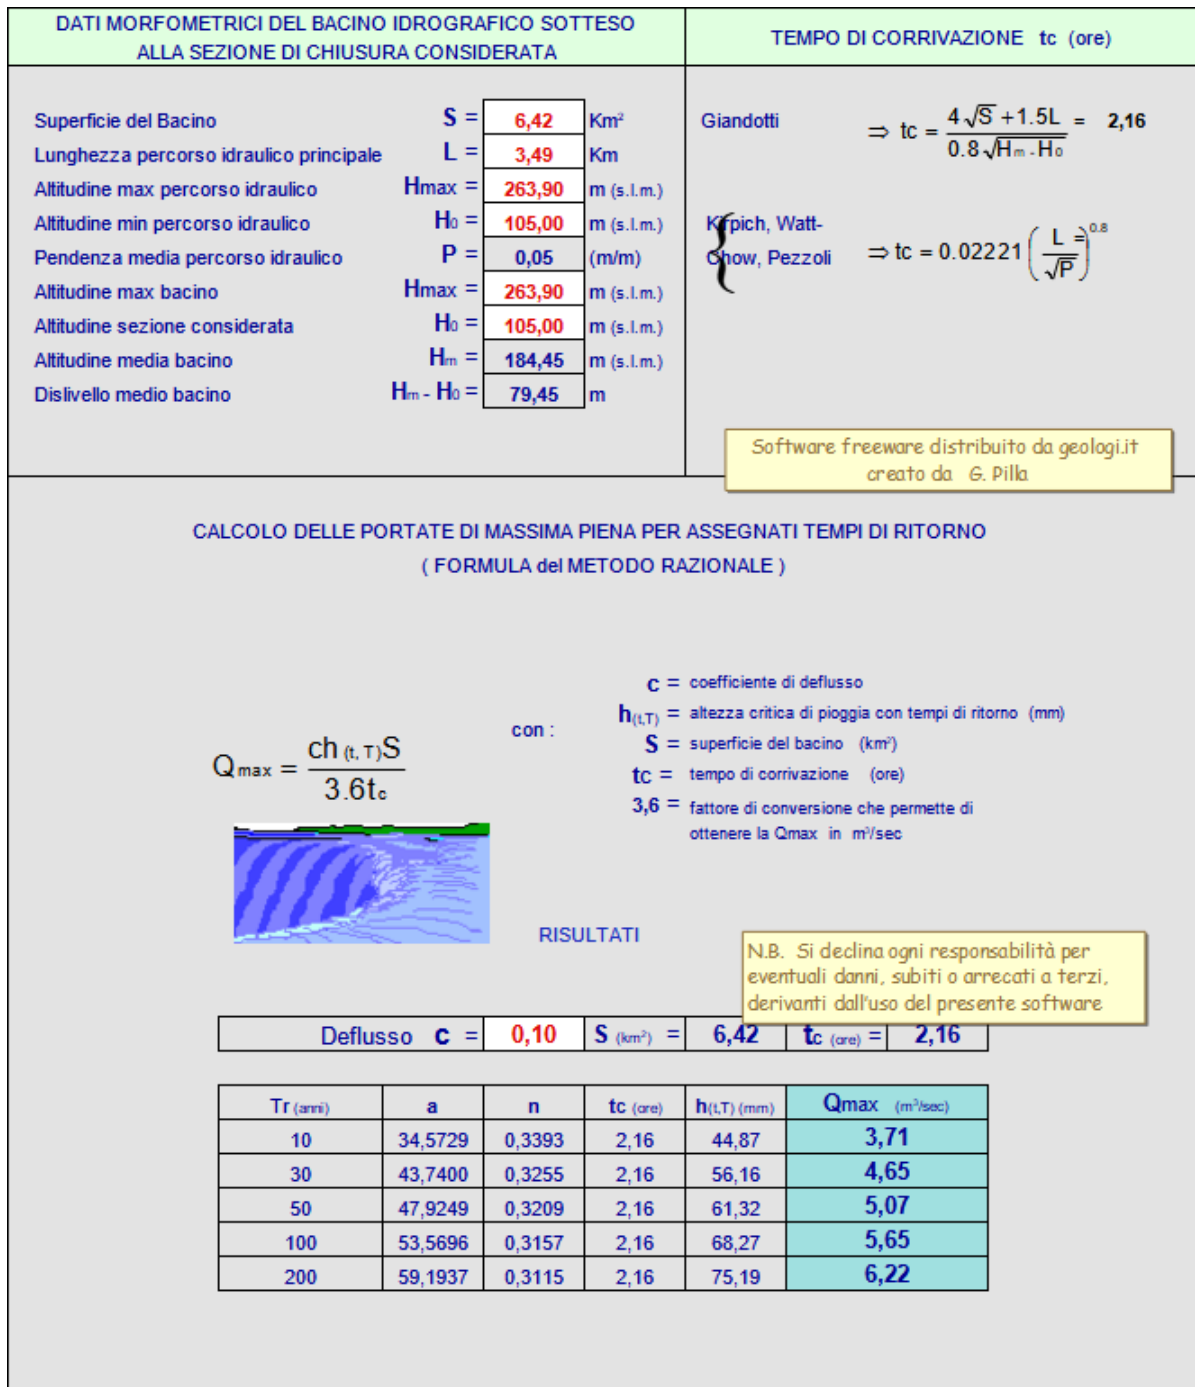 DATI MORFOMETRICI DEL BACINO IDROGRAFICO SOTTESO
ALLA SEZIONE DI CHIUSURA CONSIDERATA
TEMPO DI CORRIVAZIONE tc (ore)
Superficie del Bacino S = 6,42 Km²
Lunghezza percorso idraulico principale L = 3,49 Km
Altitudine max percorso idraulico Hmax = 263,90 m (s.l.m.)
Altitudine min percorso idraulico H₀ = 105,00 m (s.l.m.)
Pendenza media percorso idraulico P = 0,05 (m/m)
Altitudine max bacino Hmax = 263,90 m (s.l.m.)
Altitudine sezione considerata H₀ = 105,00 m (s.l.m.)
Altitudine media bacino Hm = 184,45 m (s.l.m.)
Dislivello medio bacino Hm - H₀ = 79,45 m
Giandotti ⇒ tc = (4√S + 1.5L) / (0.8√(Hm - H₀)) = 2,16
Kirpich, Watt-
Chow, Pezzoli ⇒ tc = 0.02221 (L / √P)^0.8 =
Software freeware distribuito da geologi.it
creato da G. Pilla
CALCOLO DELLE PORTATE DI MASSIMA PIENA PER ASSEGNATI TEMPI DI RITORNO
( FORMULA del METODO RAZIONALE )
Qmax = ch(t, T)S / 3.6tc
con :
c = coefficiente di deflusso
h(t,T) = altezza critica di pioggia con tempi di ritorno (mm)
S = superficie del bacino (km²)
tc = tempo di corrivazione (ore)
3,6 = fattore di conversione che permette di
ottenere la Qmax in m³/sec
RISULTATI
N.B. Si declina ogni responsabilità per
eventuali danni, subiti o arrecati a terzi,
derivanti dall'uso del presente software
Deflusso c = 0,10 S (km²) = 6,42 tc (ore) = 2,16
Tr (anni) a n tc (ore) h(t,T) (mm) Qmax (m³/sec)
10 34,5729 0,3393 2,16 44,87 3,71
30 43,7400 0,3255 2,16 56,16 4,65
50 47,9249 0,3209 2,16 61,32 5,07
100 53,5696 0,3157 2,16 68,27 5,65
200 59,1937 0,3115 2,16 75,19 6,22